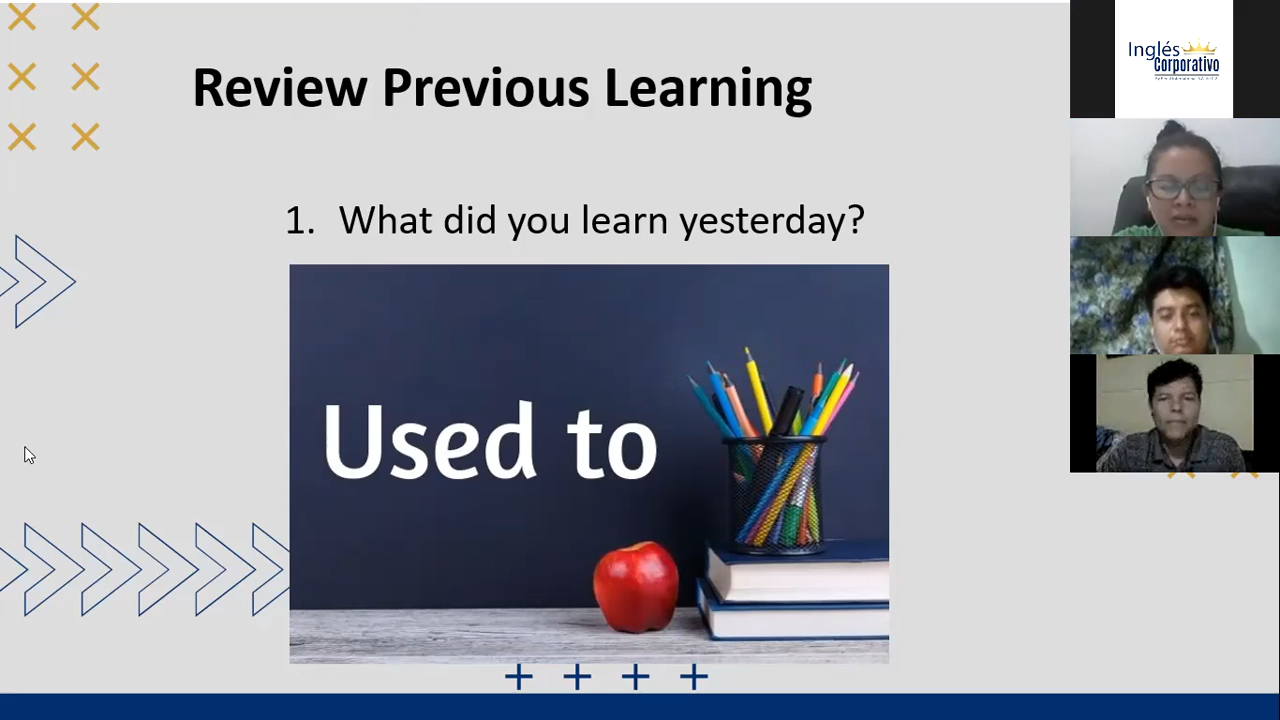 Review Previous Learning
1. What did you learn yesterday?
Used to
Inglés
Corporativo